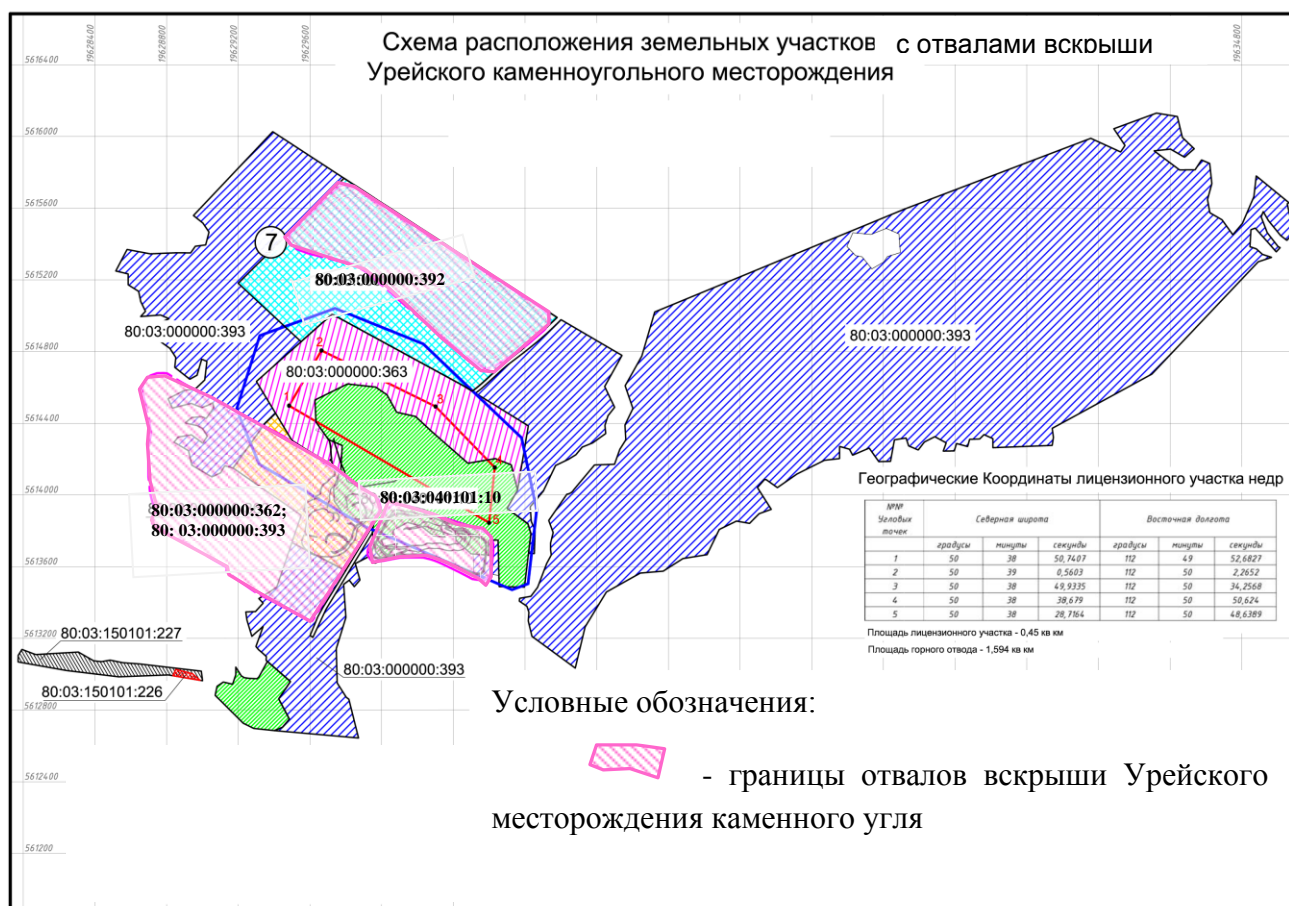 Схема расположения земельных участков с отвалами вскрыши
Урейского каменноугольного месторождения
19628400
19628800
19629200
19629600
19634800
5616400
5616000
5615600
5615200
5614800
5614400
5614000
5613600
5613200
5612800
5612400
5612000
5611200
7
80:03:000000:392
80:03:000000:393
80:03:000000:393
2
80:03:000000:363
1
3
4
80:03:040101:10
5
80:03:000000:362;
80: 03:000000:393
80:03:150101:227
80:03:000000:393
80:03:150101:226
Географические Координаты лицензионного участка недр
№№ Угловых точек Северная широта Восточная долгота
градусы минуты секунды градусы минуты секунды
1 50 38 50,7407 112 49 52,6827
2 50 39 0,5603 112 50 2,2652
3 50 38 49,9335 112 50 34,2568
4 50 38 38,679 112 50 50,624
5 50 38 28,7164 112 50 48,6389
Площадь лицензионного участка - 0,45 кв км
Площадь горного отвода - 1,594 кв км
Условные обозначения:
- границы отвалов вскрыши Урейского
месторождения каменного угля